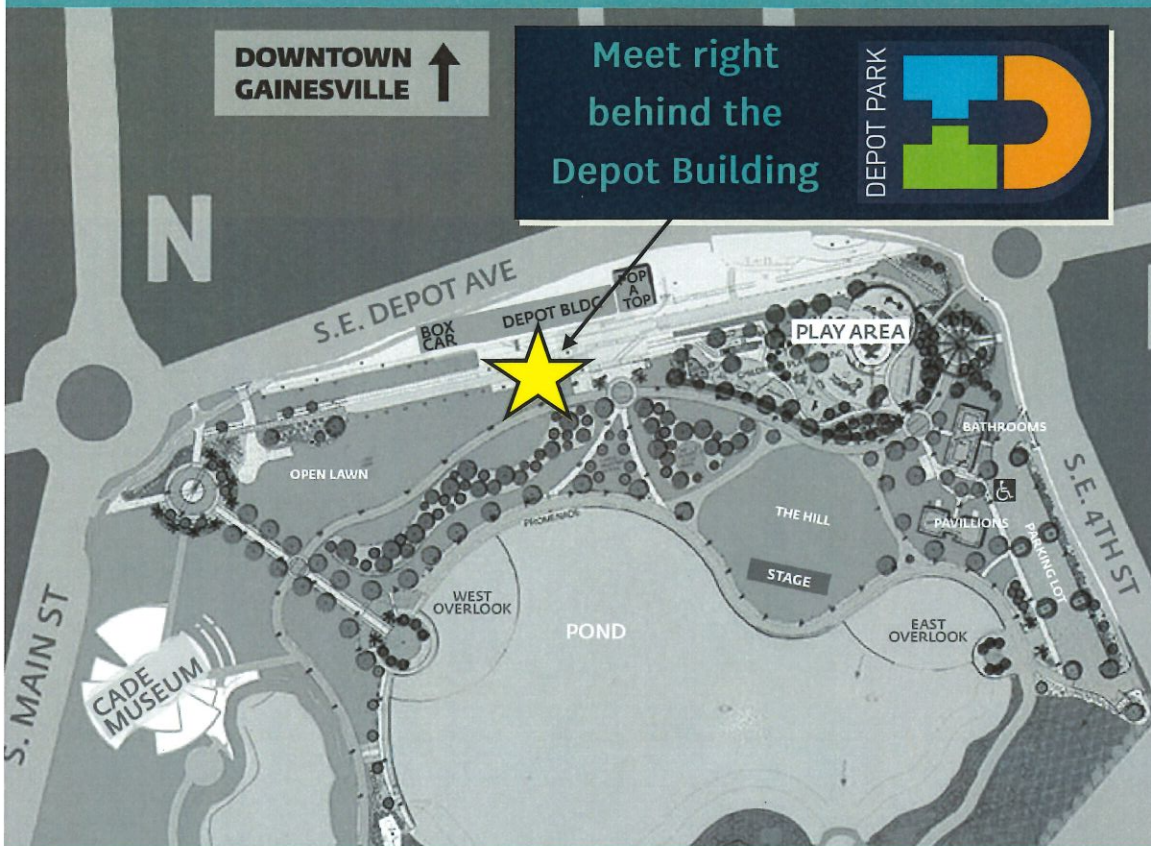 DOWNTOWN
GAINESVILLE
Meet right
behind the
Depot Building
DEPOT PARK
N
S.E. DEPOT AVE
BOX
CAR
DEPOT BLDG
POP
A
TOP
PLAY AREA
BATHROOMS
OPEN LAWN
S.E. 4TH ST
THE HILL
PAVILLIONS
PARKING LOT
PROMENADE
STAGE
WEST
OVERLOOK
POND
EAST
OVERLOOK
CADE
MUSEUM
S. MAIN ST